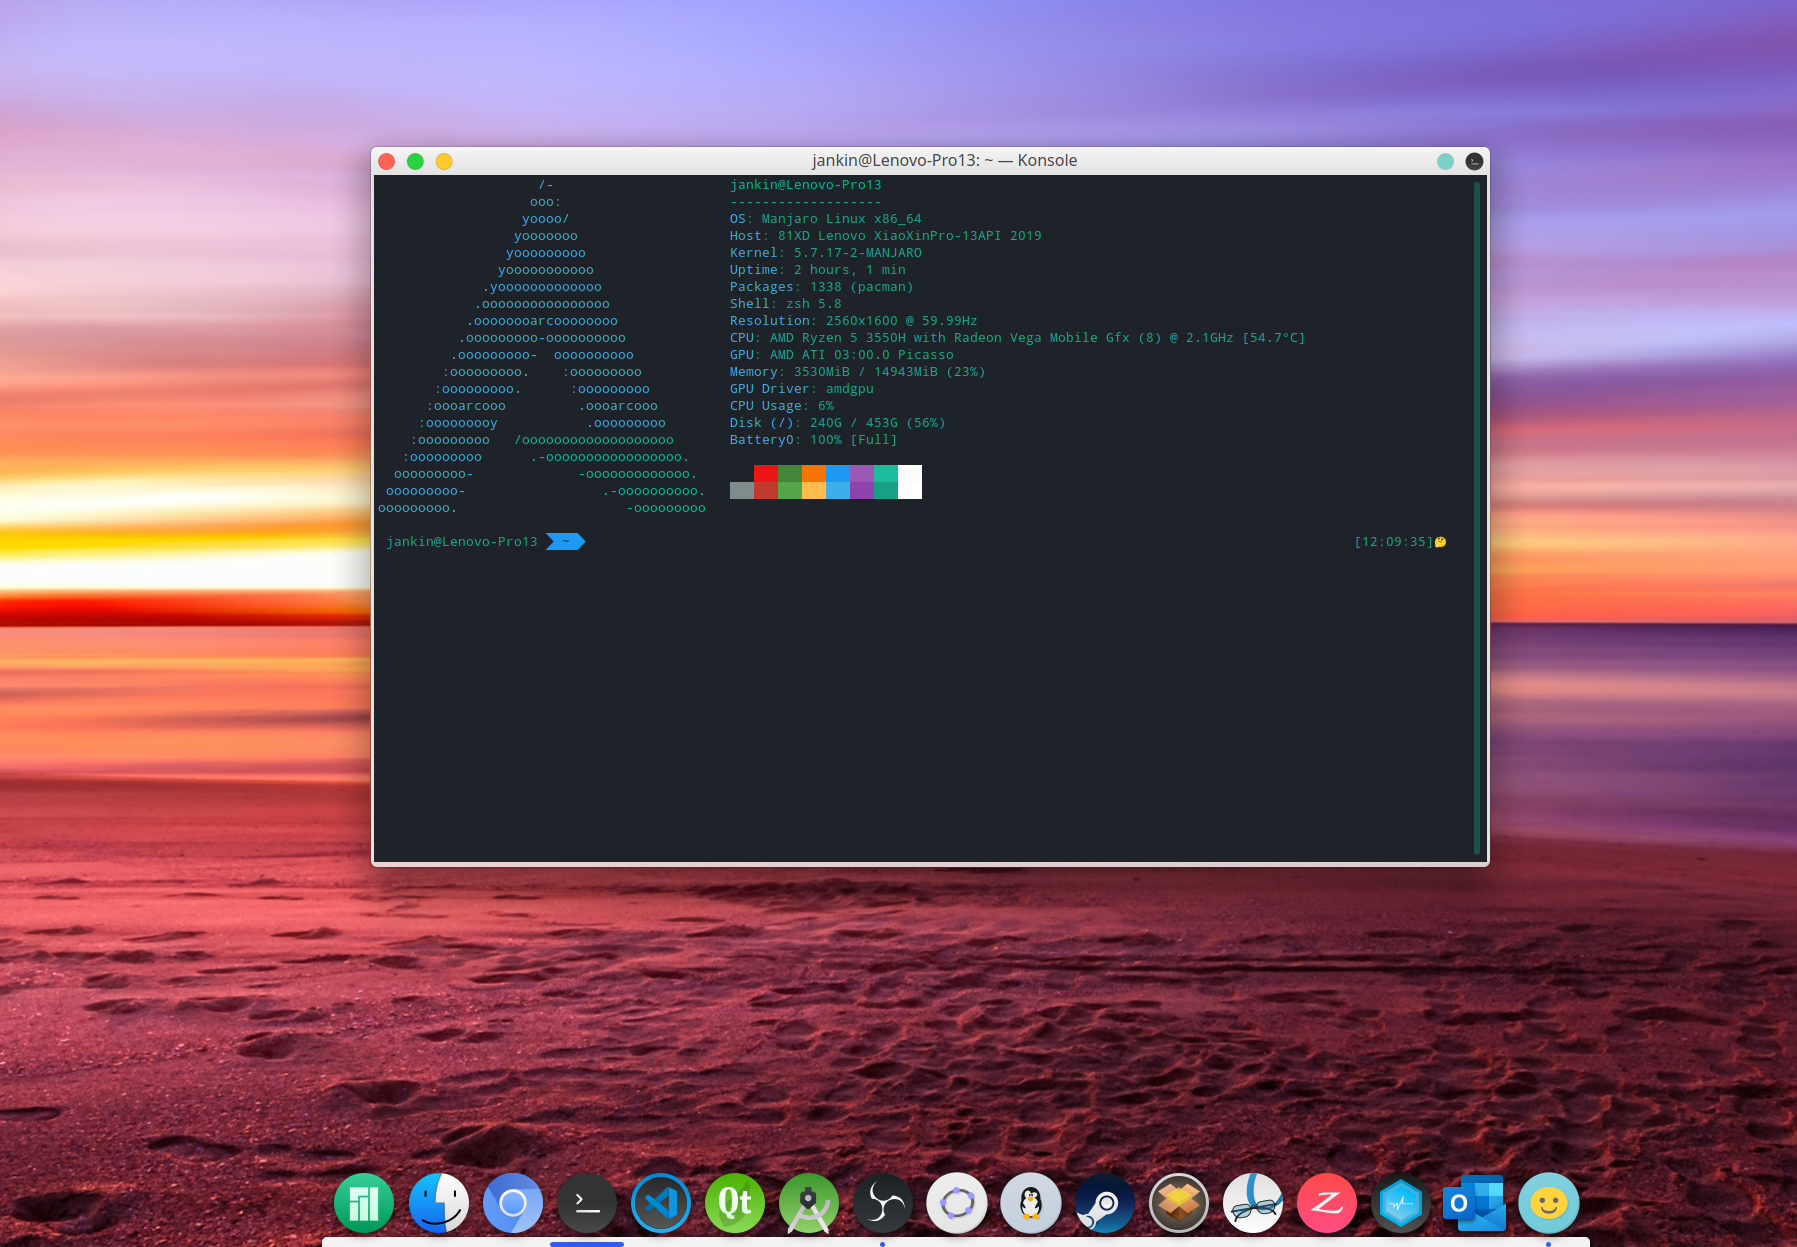 jankin@Lenovo-Pro13: ~ — Konsole
/-
ooo:
yoooo/
yooooooo
yooooooooo
yooooooooooo
.yooooooooooooo
.oooooooooooooooo
.oooooooarcoooooooo
.ooooooooo-oooooooooo
.ooooooooo-  oooooooooo
:ooooooooo.    :ooooooooo
:ooooooooo.      :ooooooooo
:oooarcooo         .oooarcooo
:ooooooooy           .ooooooooo
:ooooooooo   /ooooooooooooooooooo
:ooooooooo      .-ooooooooooooooooo.
ooooooooo-             -ooooooooooooo.
ooooooooo-                 .-oooooooooo.
ooooooooo.                     -ooooooooo
jankin@Lenovo-Pro13
-------------------
OS: Manjaro Linux x86_64
Host: 81XD Lenovo XiaoXinPro-13API 2019
Kernel: 5.7.17-2-MANJARO
Uptime: 2 hours, 1 min
Packages: 1338 (pacman)
Shell: zsh 5.8
Resolution: 2560x1600 @ 59.99Hz
CPU: AMD Ryzen 5 3550H with Radeon Vega Mobile Gfx (8) @ 2.1GHz [54.7°C]
GPU: AMD ATI 03:00.0 Picasso
Memory: 3530MiB / 14943MiB (23%)
GPU Driver: amdgpu
CPU Usage: 6%
Disk (/): 240G / 453G (56%)
Battery0: 100% [Full]
jankin@Lenovo-Pro13 ~ [12:09:35]🤔
Qt
Z
O